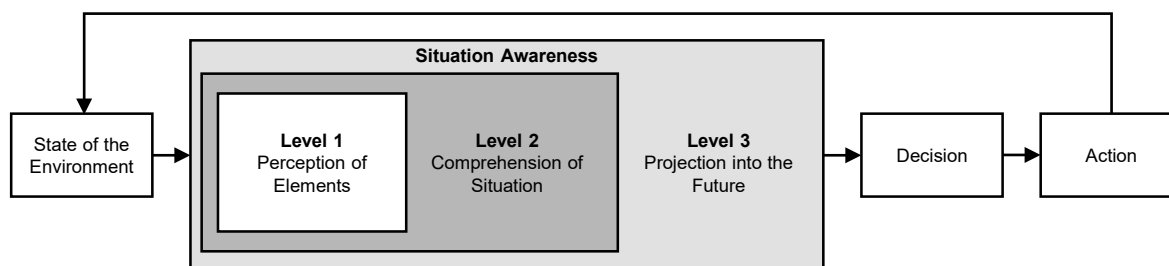 Situation Awareness
State of the
Environment
Level 1
Perception of
Elements
Level 2
Comprehension of
Situation
Level 3
Projection into the
Future
Decision
Action